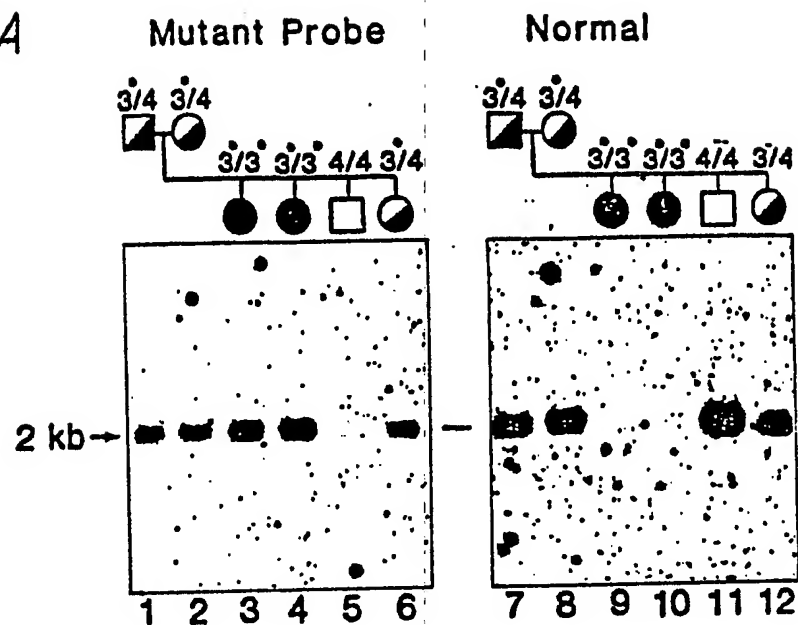 A
Mutant Probe Normal
3̇/4 3̇/4 3̇/4 3̇/4
3̇/3̇ 3̇/3̇ 4/4 3̇/4 3̇/3̇ 3̇/3̇ 4/4 3/4
2 kb→ –
1 2 3 4 5 6 7 8 9 10 11 12